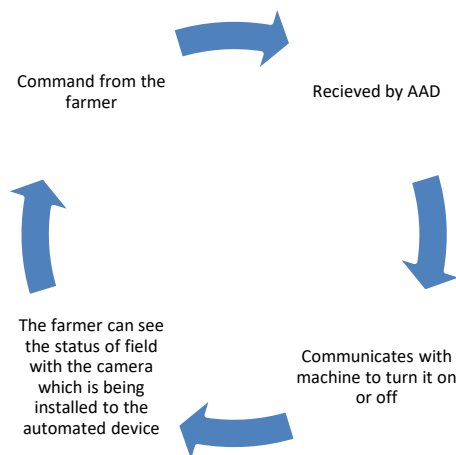 Command from the
farmer
Recieved by AAD
Communicates with
machine to turn it on
or off
The farmer can see
the status of field
with the camera
which is being
installed to the
automated device